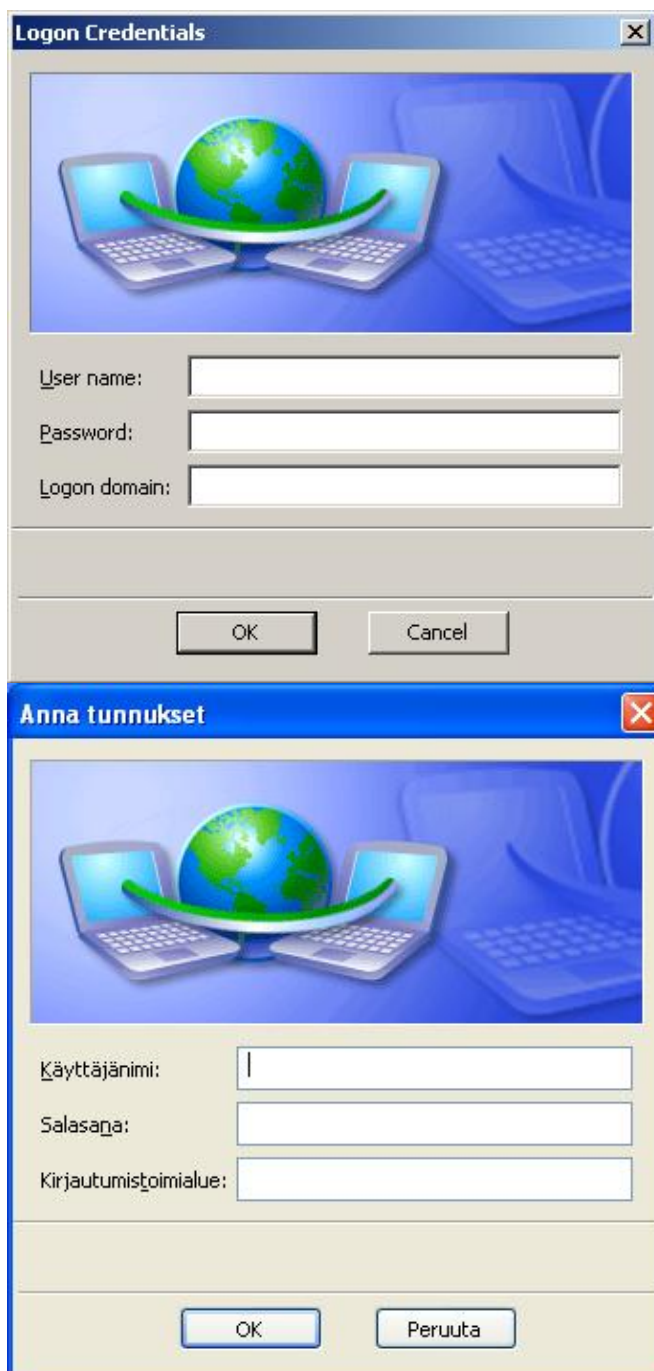 Logon Credentials
User name:
Password:
Logon domain:
OK Cancel
Anna tunnukset
Käyttäjänimi:
Salasana:
Kirjautumistoimialue:
OK Peruuta